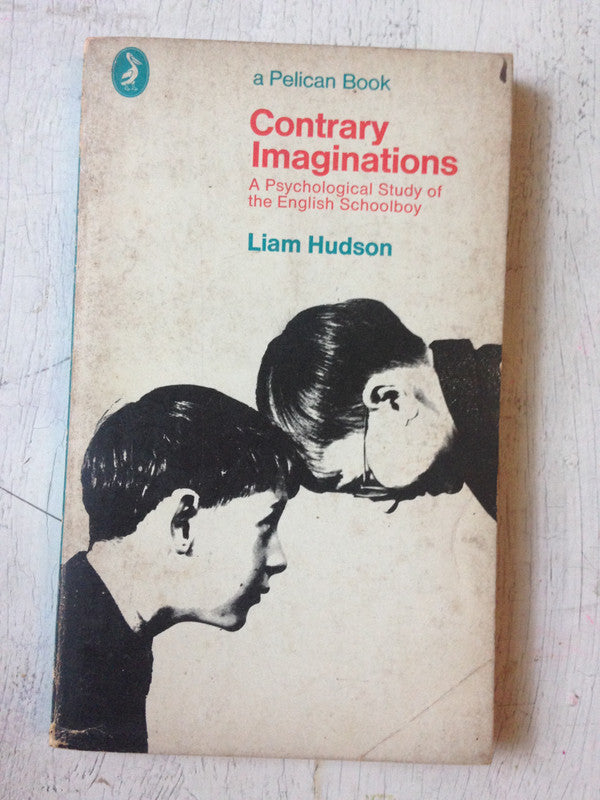 a Pelican Book
Contrary
Imaginations
A Psychological Study of
the English Schoolboy
Liam Hudson